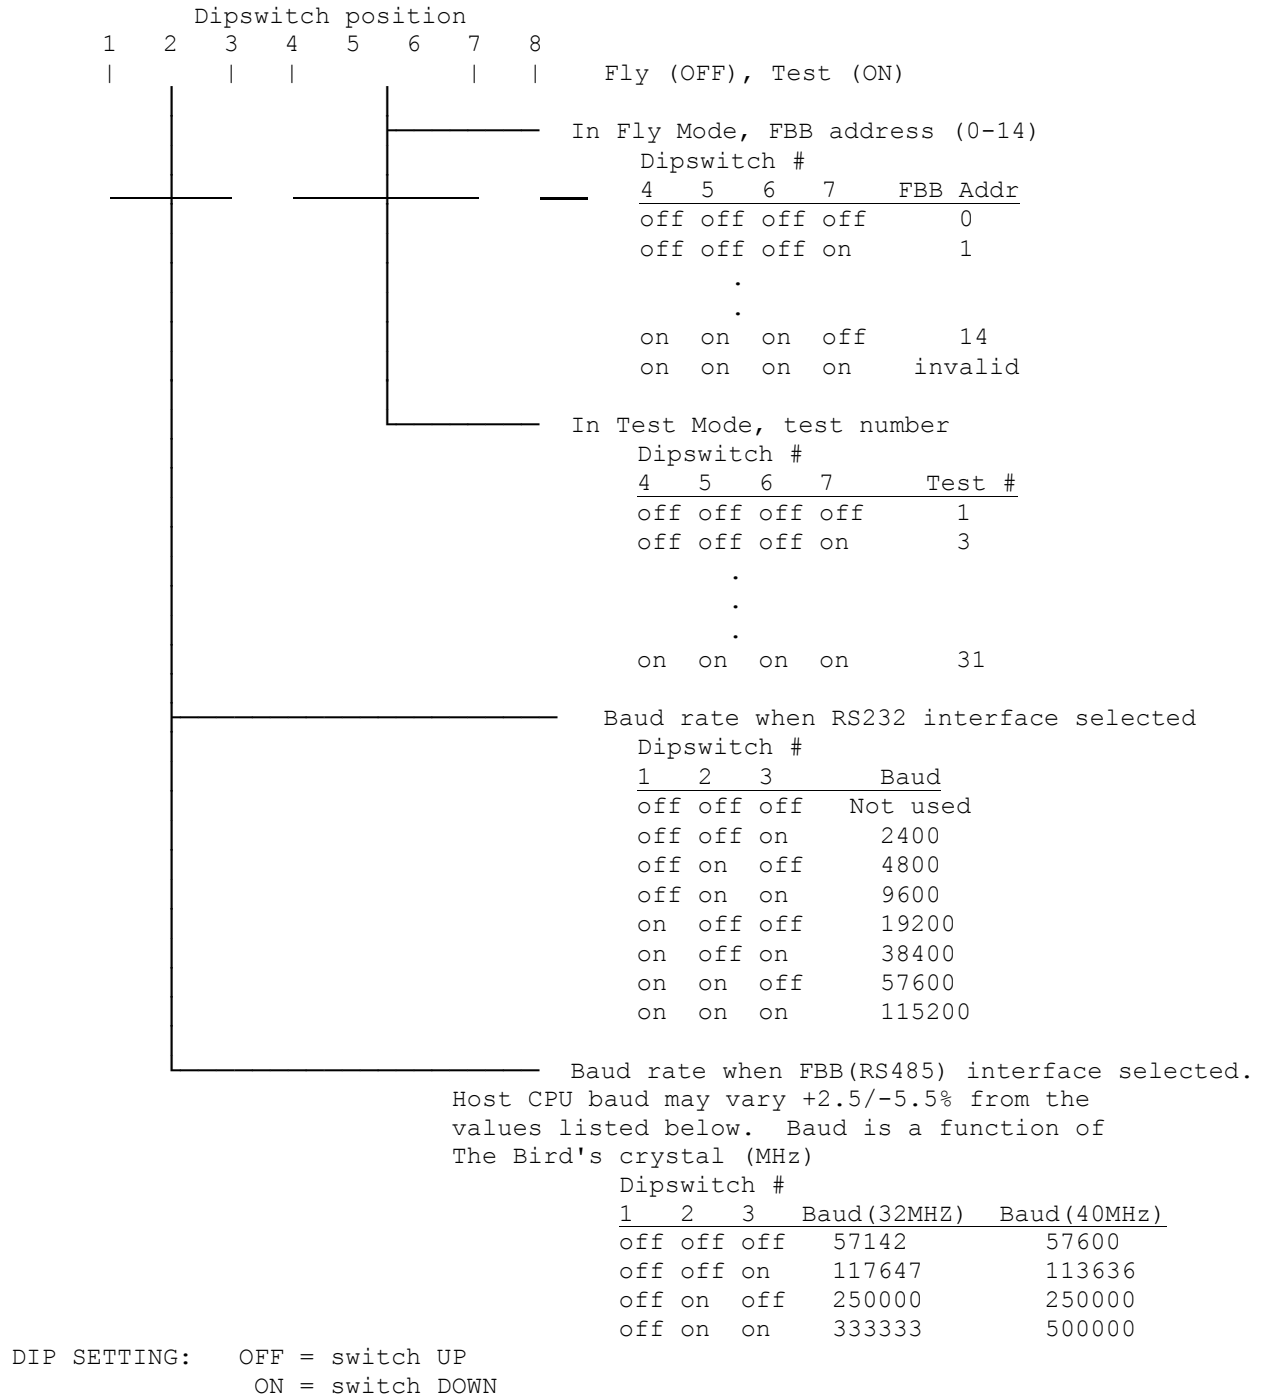 Dipswitch position
1 2 3 4 5 6 7 8
| | | | | Fly (OFF), Test (ON)
In Fly Mode, FBB address (0-14)
Dipswitch #
4 5 6 7 FBB Addr
off off off off 0
off off off on 1
.
.
on on on off 14
on on on on invalid
In Test Mode, test number
Dipswitch #
4 5 6 7 Test #
off off off off 1
off off off on 3
.
.
.
on on on on 31
Baud rate when RS232 interface selected
Dipswitch #
1 2 3 Baud
off off off Not used
off off on 2400
off on off 4800
off on on 9600
on off off 19200
on off on 38400
on on off 57600
on on on 115200
Baud rate when FBB(RS485) interface selected.
Host CPU baud may vary +2.5/-5.5% from the
values listed below. Baud is a function of
The Bird's crystal (MHz)
Dipswitch #
1 2 3 Baud(32MHZ) Baud(40MHz)
off off off 57142 57600
off off on 117647 113636
off on off 250000 250000
off on on 333333 500000
DIP SETTING: OFF = switch UP
ON = switch DOWN